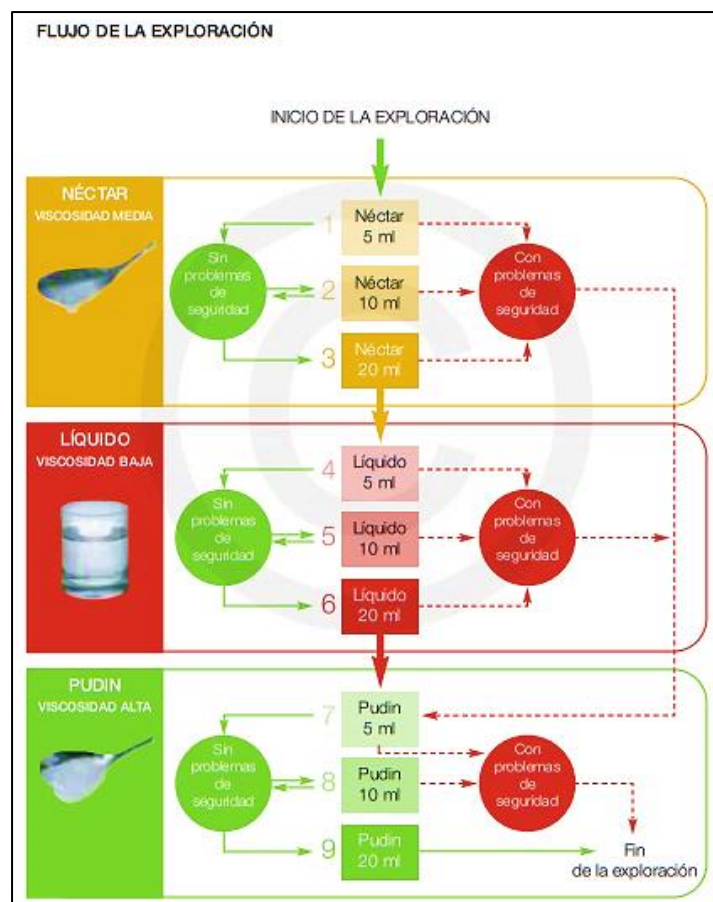 FLUJO DE LA EXPLORACIÓN
INICIO DE LA EXPLORACIÓN
NÉCTAR
VISCOSIDAD MEDIA
1
Néctar
5 ml
Sin
problemas
de
seguridad
2
Néctar
10 ml
Con
problemas
de
seguridad
3
Néctar
20 ml
LÍQUIDO
VISCOSIDAD BAJA
4
Líquido
5 ml
Sin
problemas
de
seguridad
5
Líquido
10 ml
Con
problemas
de
seguridad
6
Líquido
20 ml
PUDIN
VISCOSIDAD ALTA
7
Pudin
5 ml
Sin
problemas
de
seguridad
8
Pudin
10 ml
Con
problemas
de
seguridad
9
Pudin
20 ml
Fin
de la exploración
©